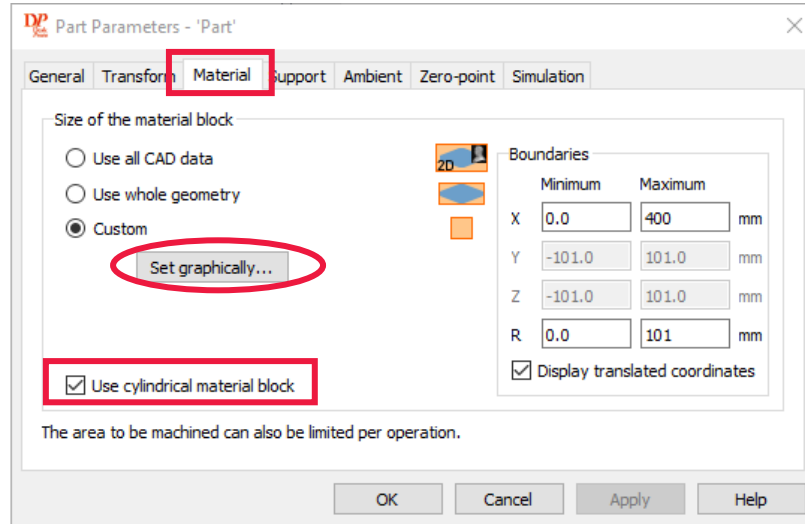 DP Part Parameters - 'Part'
General Transform Material Support Ambient Zero-point Simulation
Size of the material block
Use all CAD data
2D
Use whole geometry
Custom
Set graphically...
Use cylindrical material block
Boundaries
Minimum Maximum
X 0.0 400 mm
Y -101.0 101.0 mm
Z -101.0 101.0 mm
R 0.0 101 mm
Display translated coordinates
The area to be machined can also be limited per operation.
OK Cancel Apply Help